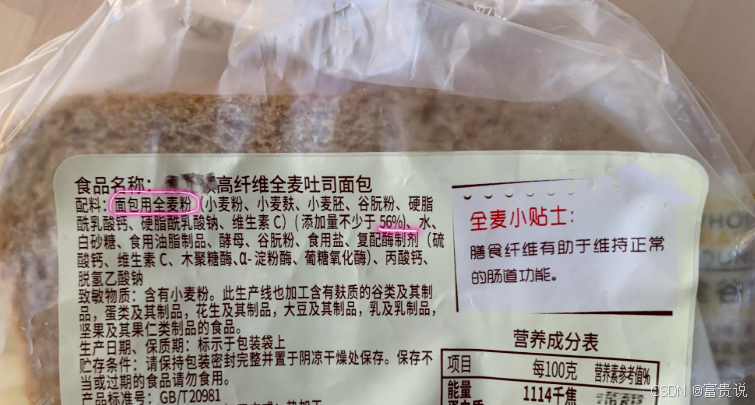 食品名称：高纤维全麦吐司面包
配料：面包用全麦粉（小麦粉、小麦麸、小麦胚、谷朊粉、硬脂
酰乳酸钙、硬脂酰乳酸钠、维生素C）（添加量不少于56%）、水、
白砂糖、食用油脂制品、酵母、谷朊粉、食用盐、复配酶制剂（硫
酸钙、维生素C、木聚糖酶、α-淀粉酶、葡糖氧化酶）、丙酸钙、
脱氢乙酸钠
致敏物质：含有小麦粉。此生产线也加工含有麸质的谷类及其制
品，蛋类及其制品，花生及其制品，大豆及其制品，乳及乳制品，
坚果及其果仁类制品的食品。
生产日期、保质期：标示于包装袋上
贮存条件：请保持包装密封完整并置于阴凉干燥处保存。保存不
当或过期的食品请勿食用。
产品标准号：GB/T20981
全麦小贴士：
膳食纤维有助于维持正常
的肠道功能。
营养成分表
项目 每100克 营养素参考值%
能量 1114千焦
CSDN @富贵说